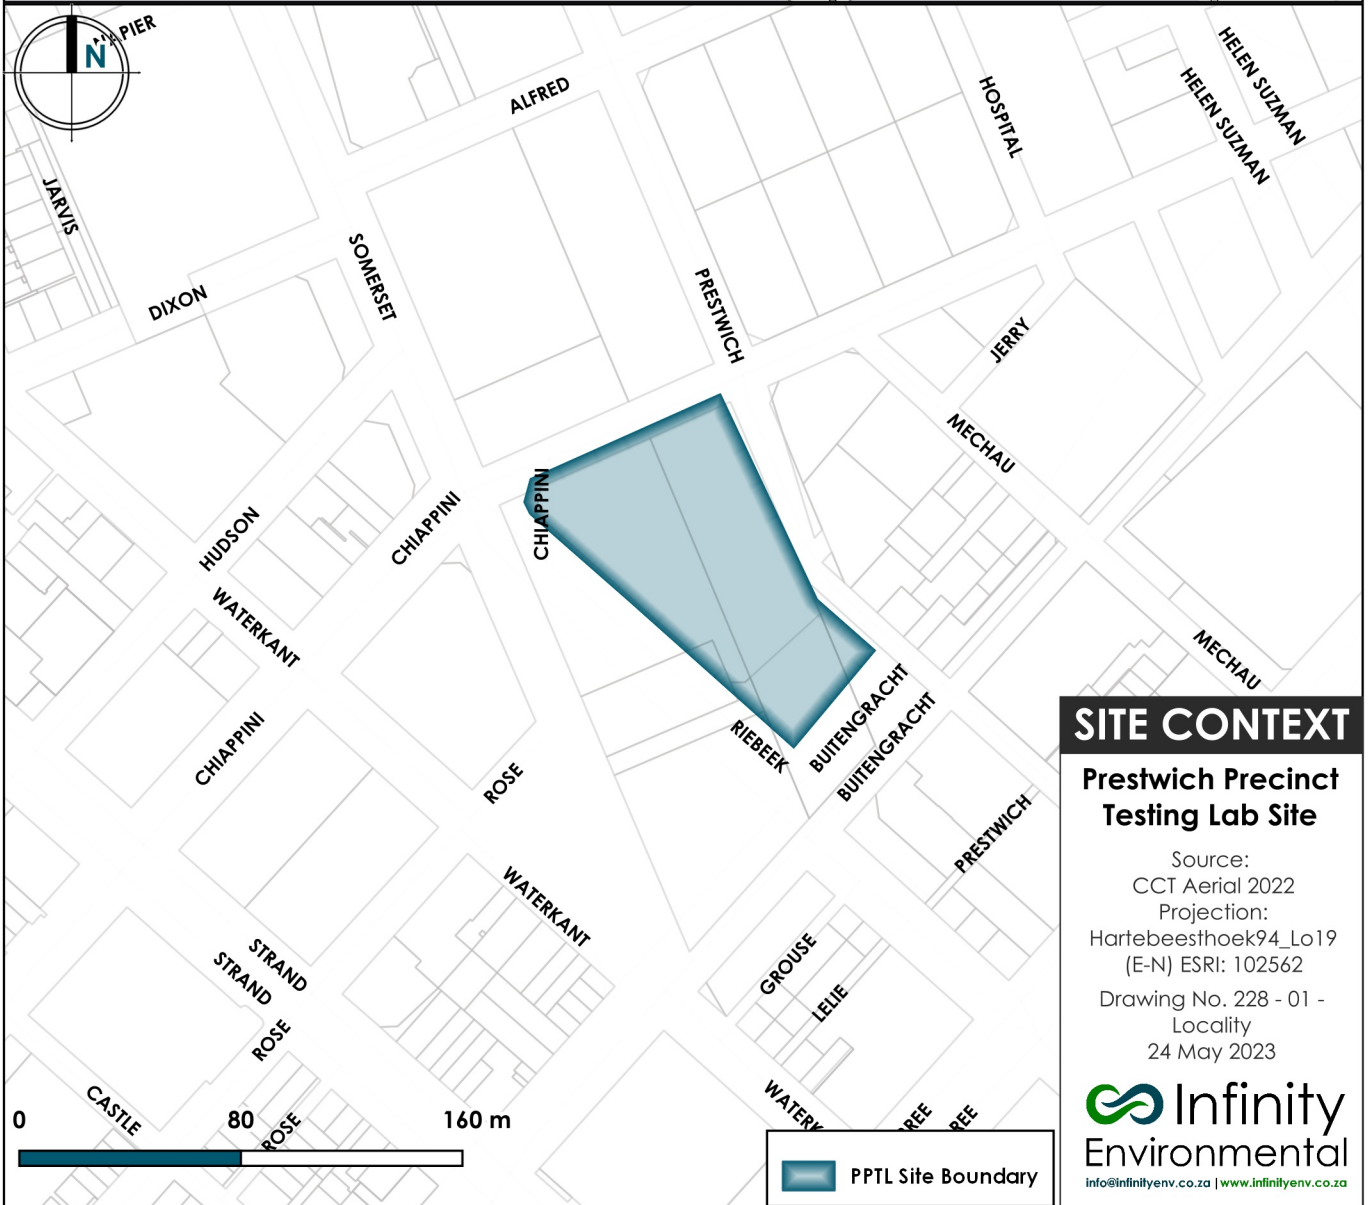 N
ALFRED
HOSPITAL
HELEN SUZMAN
HELEN SUZMAN
JARVIS
SOMERSET
DIXON
PRESTWICH
JERRY
MECHAU
CHIAPPINI
CHIAPPINI
HUDSON
WATERKANT
MECHAU
CHIAPPINI
RIEBEEK
BUITENGRACHT
BUITENGRACHT
ROSE
PRESTWICH
WATERKANT
STRAND
STRAND
GROUSE
LELIE
ROSE
CASTLE
ROSE
0 80 160 m
PPTL Site Boundary
SITE CONTEXT
Prestwich Precinct
Testing Lab Site
Source:
CCT Aerial 2022
Projection:
Hartebeesthoek94_Lo19
(E-N) ESRI: 102562
Drawing No. 228 - 01 -
Locality
24 May 2023
Infinity
Environmental
info@infinityenv.co.za | www.infinityenv.co.za